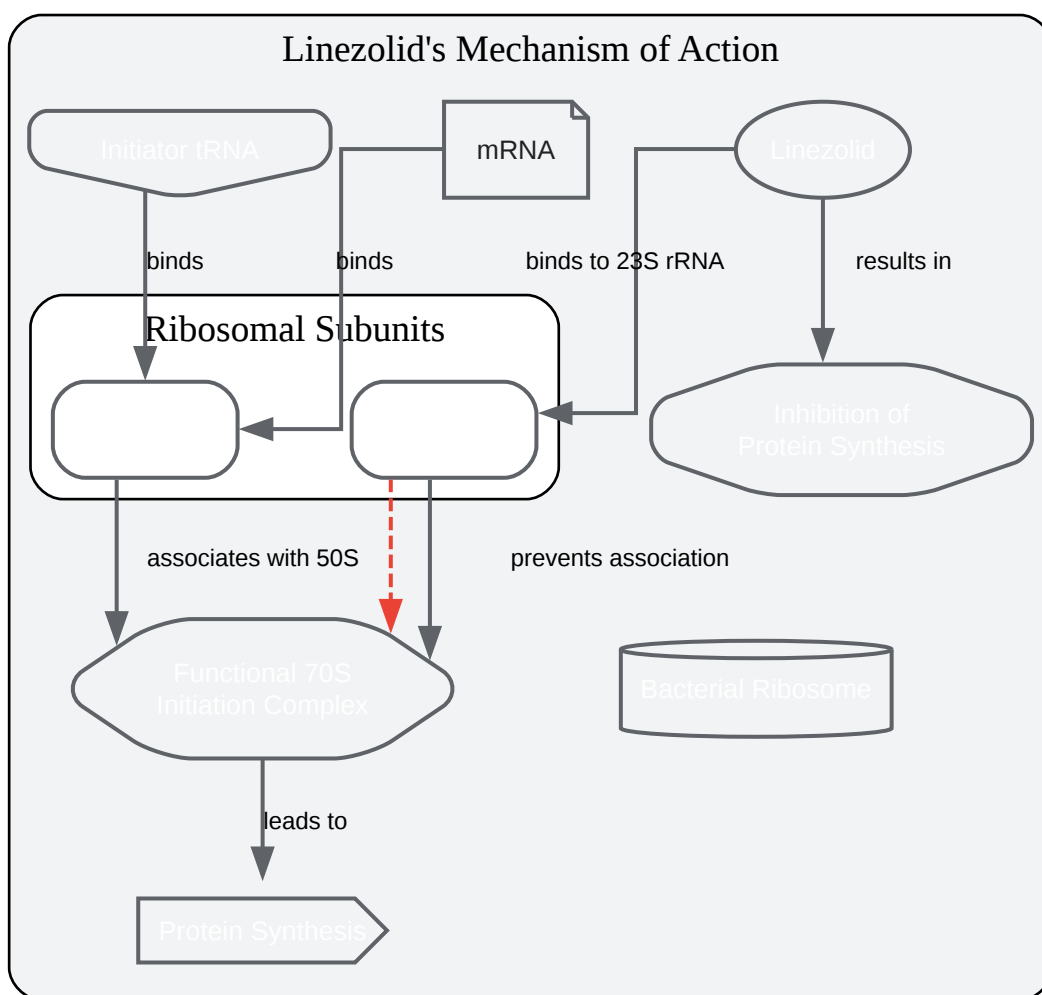 Linezolid's Mechanism of Action
Initiator tRNA
mRNA
Linezolid
binds
binds
binds to 23S rRNA
results in
Ribosomal Subunits
Inhibition of
Protein Synthesis
associates with 50S
prevents association
Functional 70S
Initiation Complex
Bacterial Ribosome
leads to
Protein Synthesis